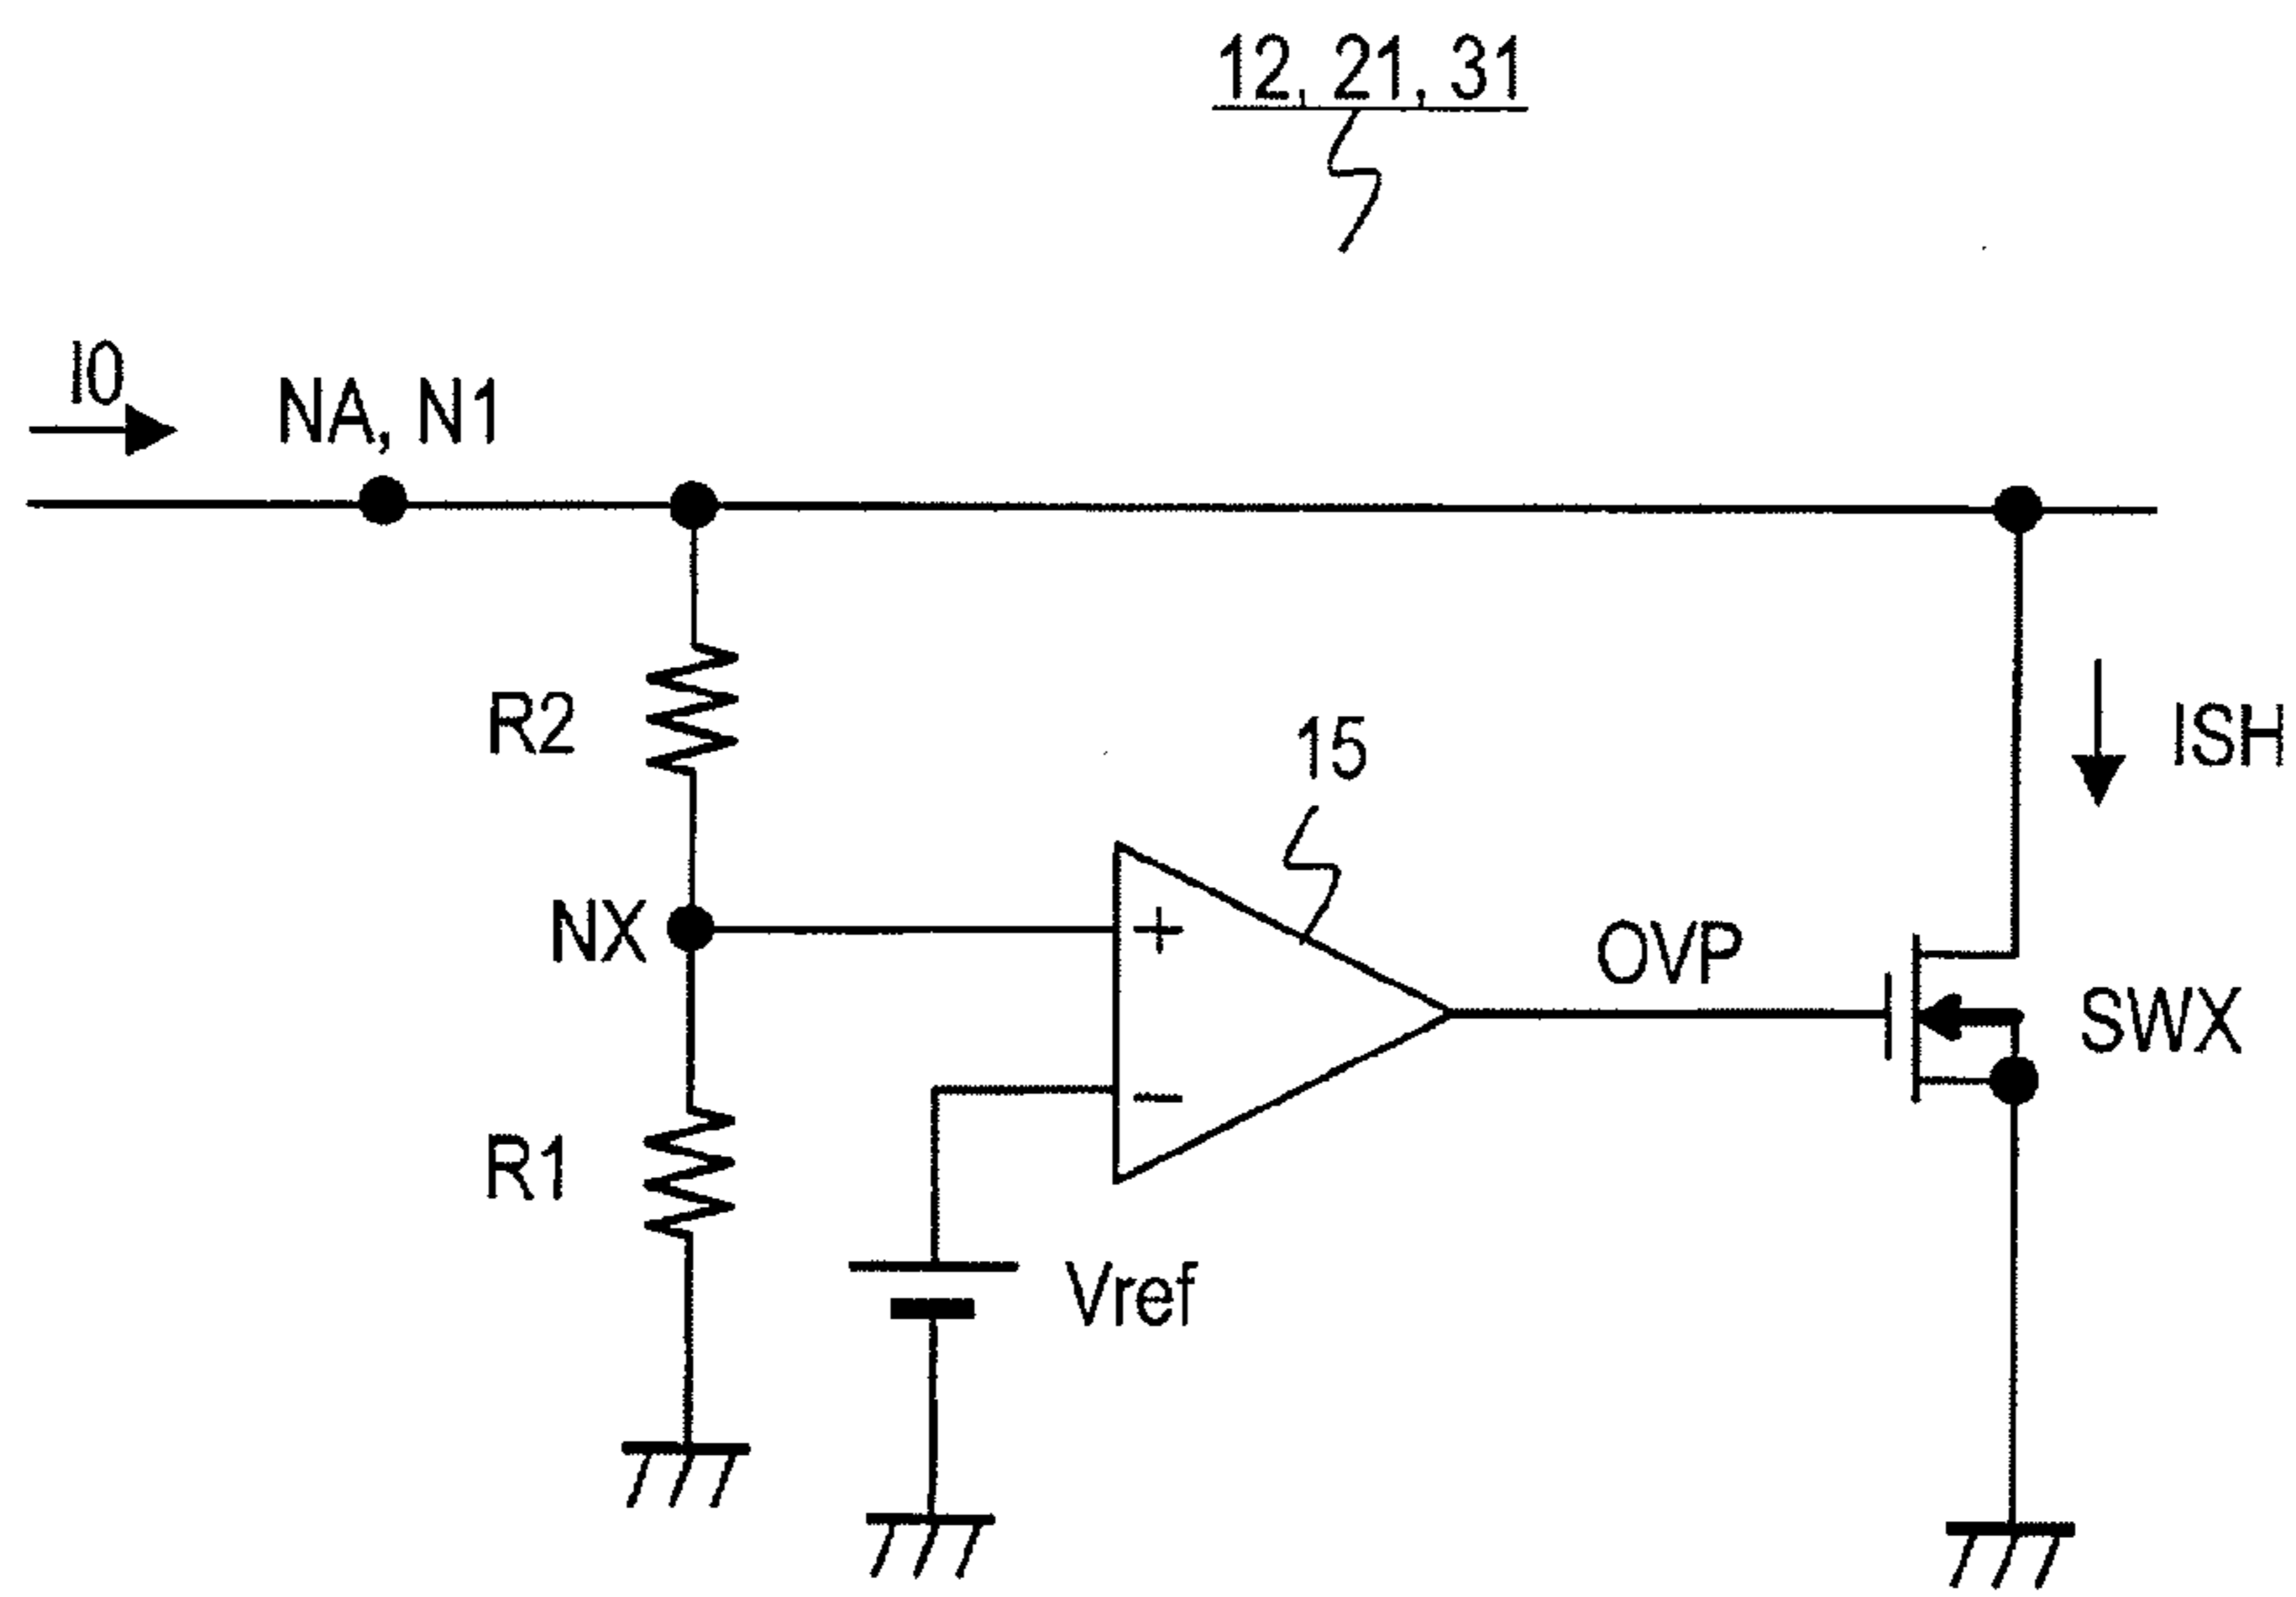 12, 21, 31
I0
NA, N1
R2
15
ISH
NX
+
OVP
SWX
−
R1
Vref